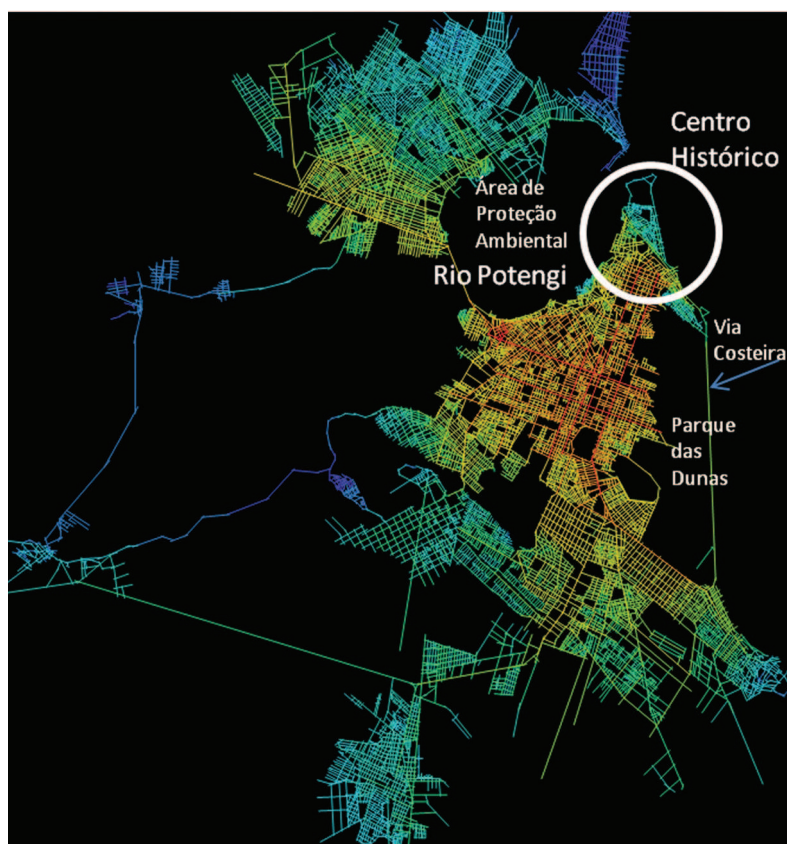 Centro
Histórico
Área de
Proteção
Ambiental
Rio Potengi
Via
Costeira
Parque
das
Dunas